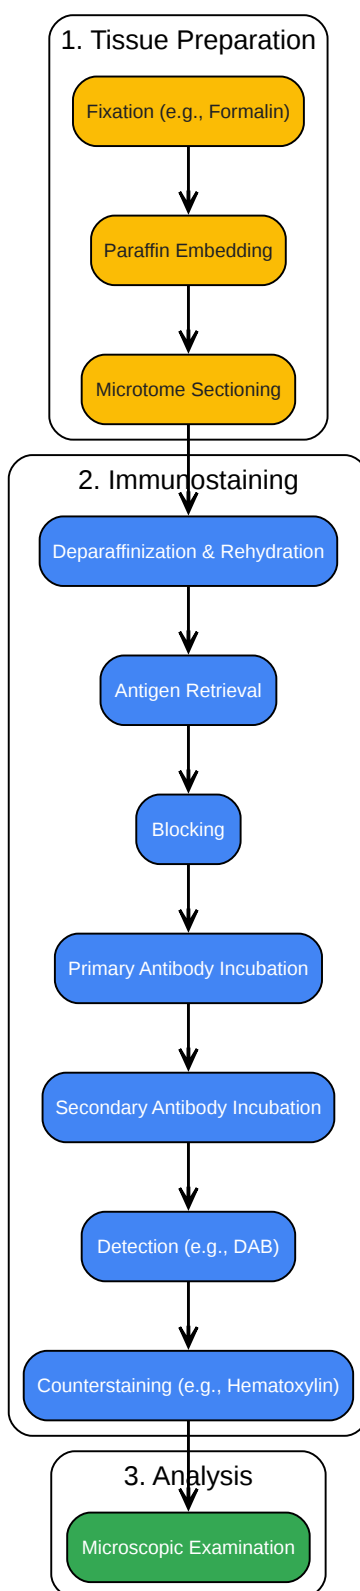 1. Tissue Preparation
Fixation (e.g., Formalin)
Paraffin Embedding
Microtome Sectioning
2. Immunostaining
Deparaffinization & Rehydration
Antigen Retrieval
Blocking
Primary Antibody Incubation
Secondary Antibody Incubation
Detection (e.g., DAB)
Counterstaining (e.g., Hematoxylin)
3. Analysis
Microscopic Examination